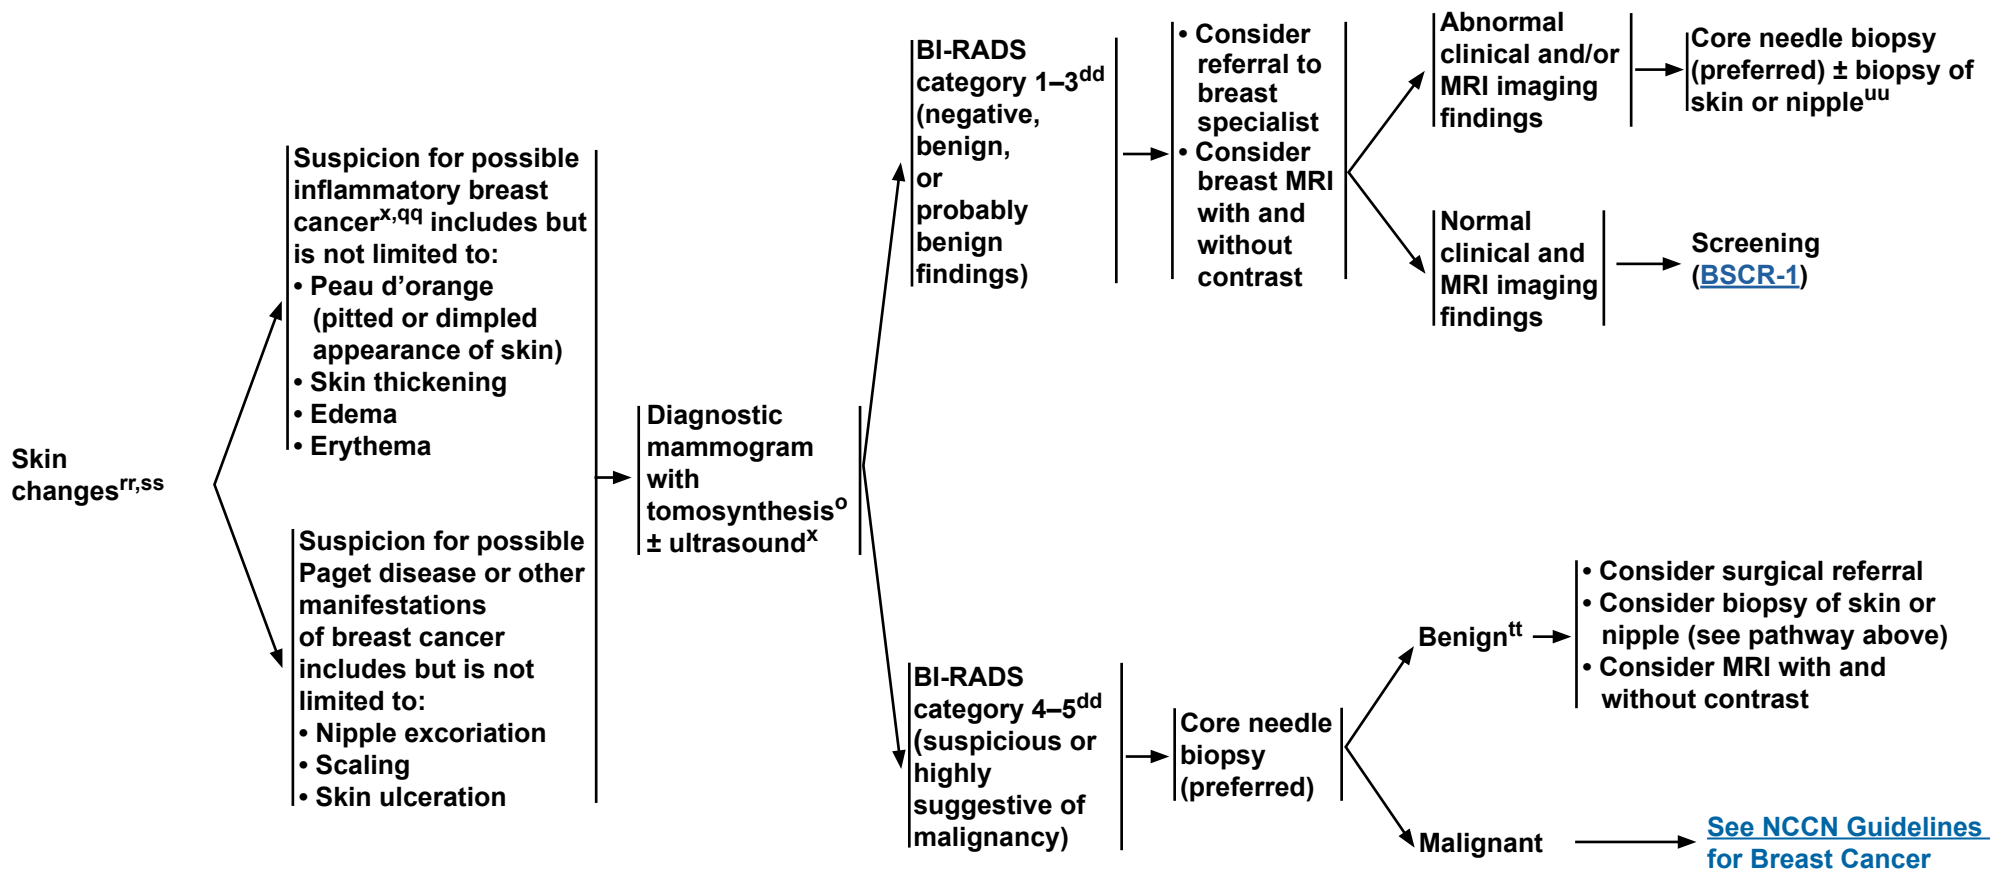 Skin
changesrr,ss
Suspicion for possible
inflammatory breast
cancerx,qq includes but
is not limited to:
• Peau d’orange
(pitted or dimpled
appearance of skin)
• Skin thickening
• Edema
• Erythema
Suspicion for possible
Paget disease or other
manifestations
of breast cancer
includes but is not
limited to:
• Nipple excoriation
• Scaling
• Skin ulceration
Diagnostic
mammogram
with
tomosynthesiso
± ultrasoundx
BI-RADS
category 1–3dd
(negative,
benign,
or
probably
benign
findings)
• Consider
referral to
breast
specialist
• Consider
breast MRI
with and
without
contrast
Abnormal
clinical and/or
MRI imaging
findings
Core needle biopsy
(preferred) ± biopsy of
skin or nippleuu
Normal
clinical and
MRI imaging
findings
Screening
(BSCR-1)
BI-RADS
category 4–5dd
(suspicious or
highly
suggestive of
malignancy)
Core needle
biopsy
(preferred)
Benigntt
• Consider surgical referral
• Consider biopsy of skin or
nipple (see pathway above)
• Consider MRI with and
without contrast
Malignant
See NCCN Guidelines
for Breast Cancer